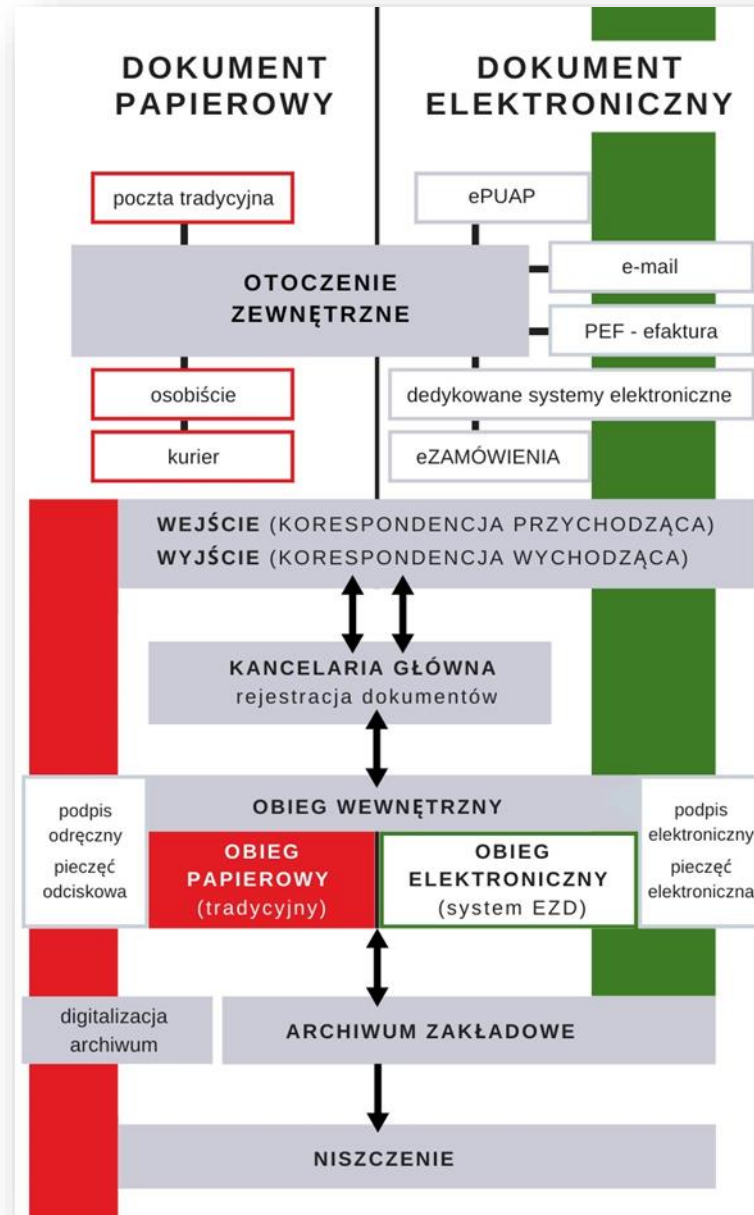 DOKUMENT
PAPIEROWY
DOKUMENT
ELEKTRONICZNY
poczta tradycyjna
ePUAP
OTOCZENIE
ZEWNĘTRZNE
e-mail
PEF - efaktura
osobiście
dedykowane systemy elektroniczne
kurier
eZAMÓWIENIA
WEJŚCIE (KORESPONDENCJA PRZYCHODZĄCA)
WYJŚCIE (KORESPONDENCJA WYCHODZĄCA)
KANCELARIA GŁÓWNA
rejestracja dokumentów
OBIEG WEWNĘTRZNY
podpis
odręczny
pieczęć
odciskowa
OBIEG
PAPIEROWY
(tradycyjny)
OBIEG
ELEKTRONICZNY
(system EZD)
podpis
elektroniczny
pieczęć
elektroniczna
digitalizacja
archiwum
ARCHIWUM ZAKŁADOWE
NISZCZENIE